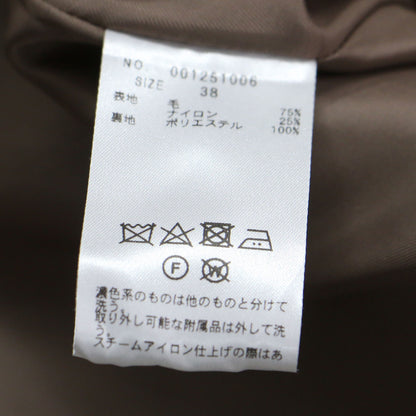 NO 001251006
SIZE 38
表地 毛 75%
ナイロン 25%
裏地 ポリエステル 100%
F W
濃色系のものは他のものと分けて
洗う。
取り外し可能な附属品は外して洗
う。
スチームアイロン仕上げの際はあ